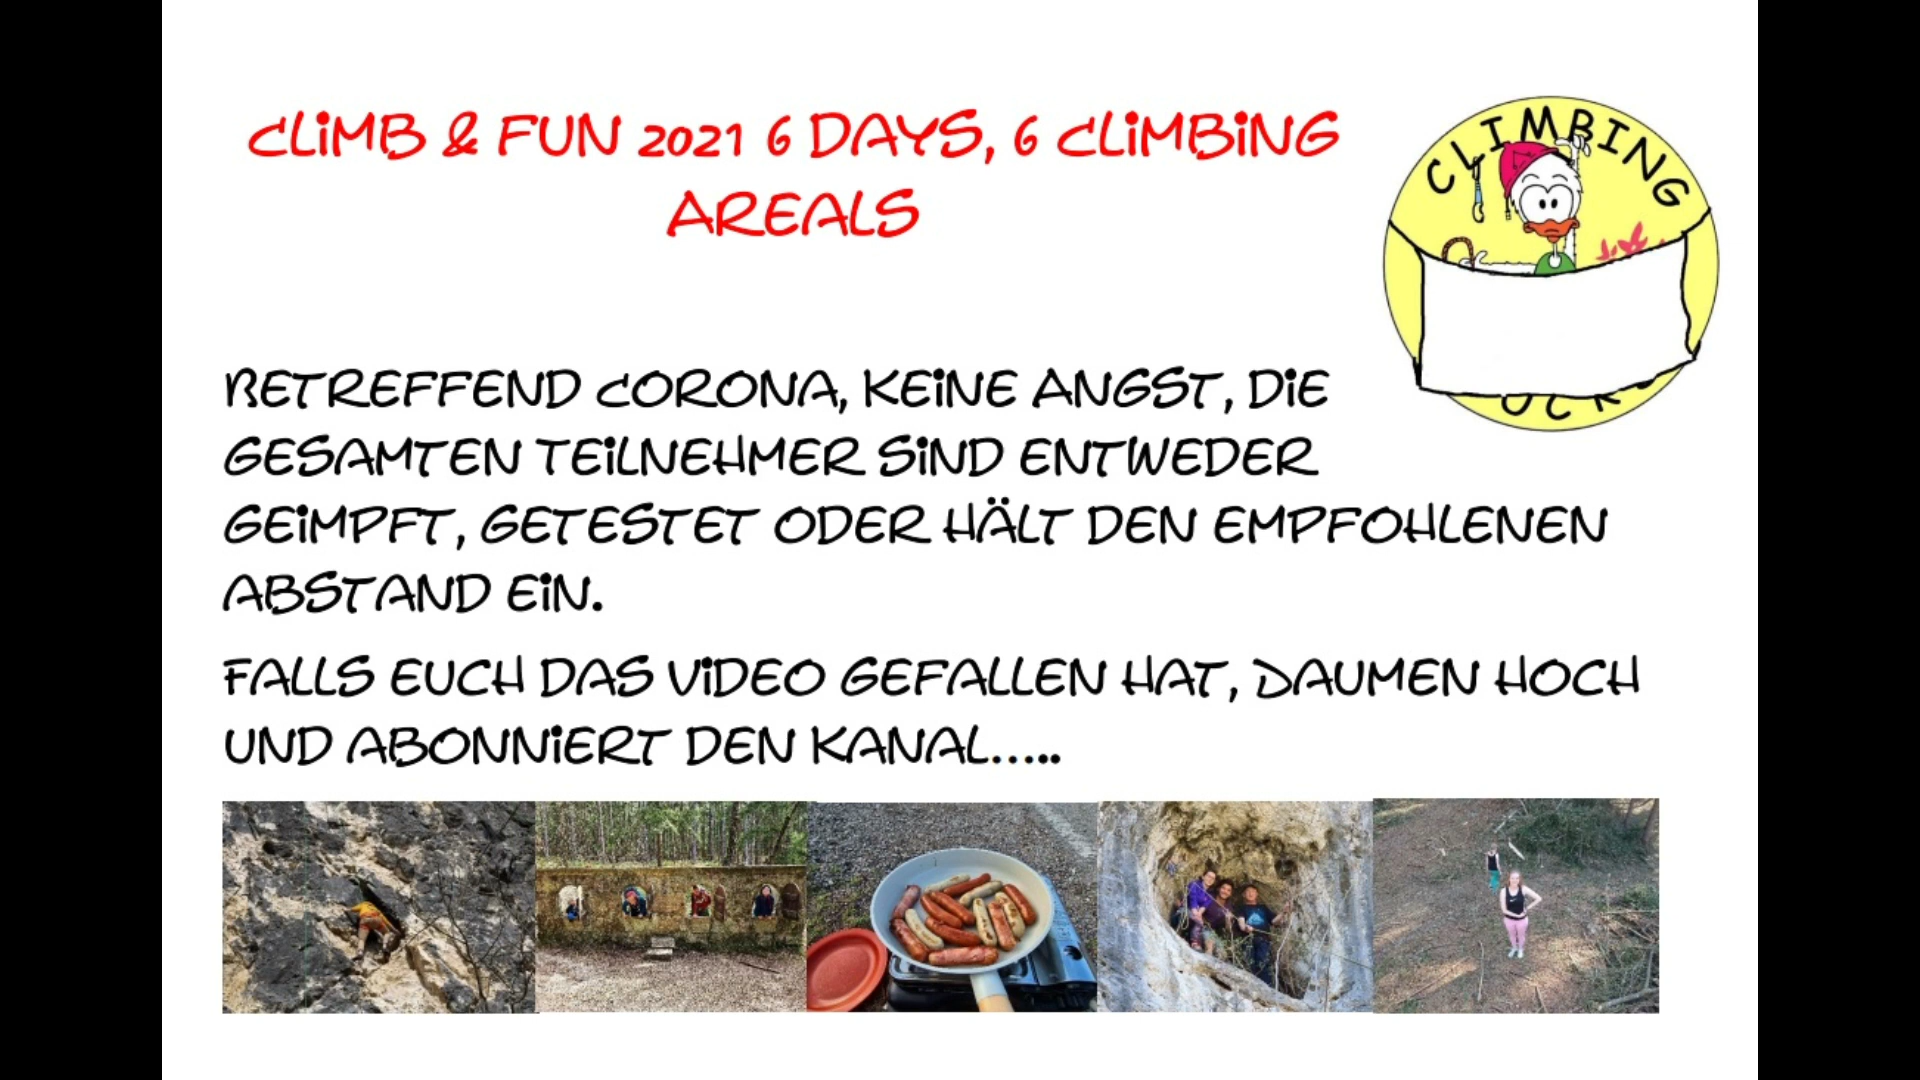 CLiMB & FUN 2021 6 DAYS, 6 CLiMBiNG
AREALS
CLIMBING
BETREFFEND CORONA, KEiNE ANGST, DiE
GESAMTEN TEiLNEHMER SiND ENTWEDER
GEiMPFT, GETESTET ODER HÄLT DEN EMPFOHLENEN
ABSTAND EiN.
FALLS EUCH DAS ViDEO GEFALLEN HAT, DAUMEN HOCH
UND ABONNiERT DEN KANAL.....